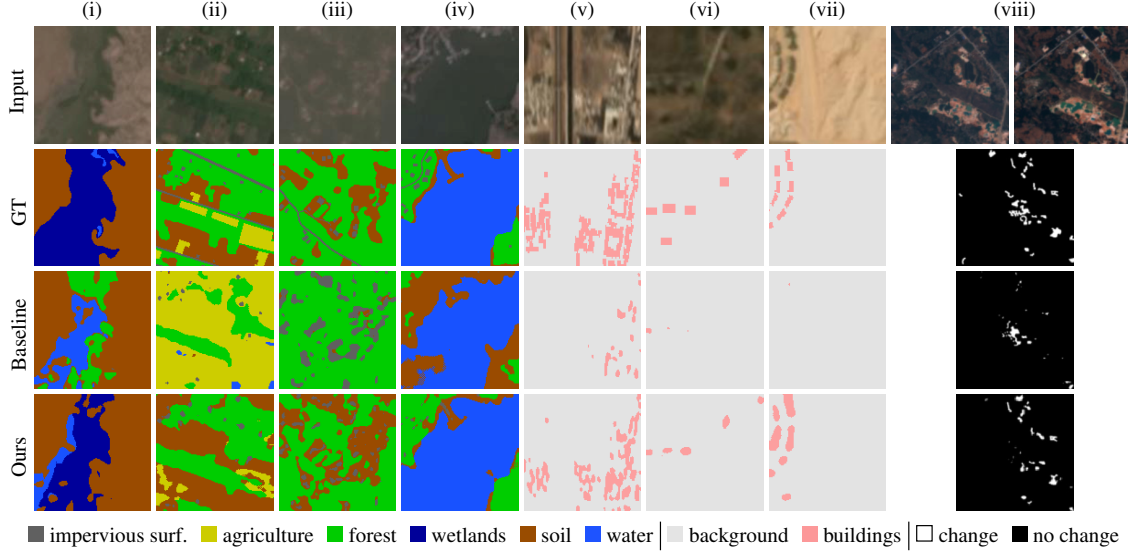 (i) (ii) (iii) (iv) (v) (vi) (vii) (viii)
Input
GT
Baseline
Ours
impervious surf. agriculture forest wetlands soil water background buildings change no change